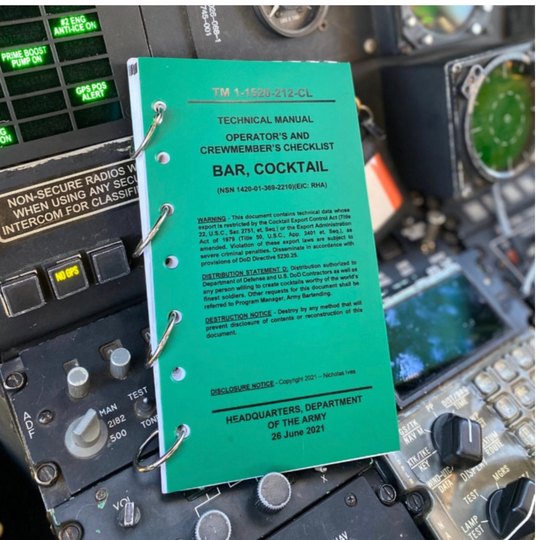 #2 ENG
ANTI-ICE ON
PRIME BOOST
PUMP ON
GPS POS
ALERT
NON-SECURE RADIOS W
WHEN USING ANY SEC
INTERCOM FOR CLASSIF
NO GPS
MAN
2182
500
TEST
TONE
ADF
VOL
TM 1-1520-212-CL
TECHNICAL MANUAL
OPERATOR'S AND
CREWMEMBER'S CHECKLIST
BAR, COCKTAIL
(NSN 1420-01-369-2210)(EIC: RHA)
WARNING - This document contains technical data whose
export is restricted by the Cocktail Export Control Act (Title
22, U.S.C., Sec 2751, et. Seq.) or the Export Administration
Act of 1979 (Title 50, U.S.C., App. 2401 et. Seq.), as
amended. Violation of these export laws are subject to
severe criminal penalties. Disseminate in accordance with
provisions of DoD Directive 5230.25.
DISTRIBUTION STATEMENT D: Distribution authorized to
Department of Defense and U.S. DoD Contractors as well as
any person willing to create cocktails worthy of the world's
finest soldiers. Other requests for this document shall be
referred to Program Manager, Army Bartending.
DESTRUCTION NOTICE - Destroy by any method that will
prevent disclosure of contents or reconstruction of this
document.
DISCLOSURE NOTICE - Copyright 2021 – Nicholas Ives
HEADQUARTERS, DEPARTMENT
OF THE ARMY
26 June 2021
KEY
DATA
MGRS
TEST
LAMP
TEST